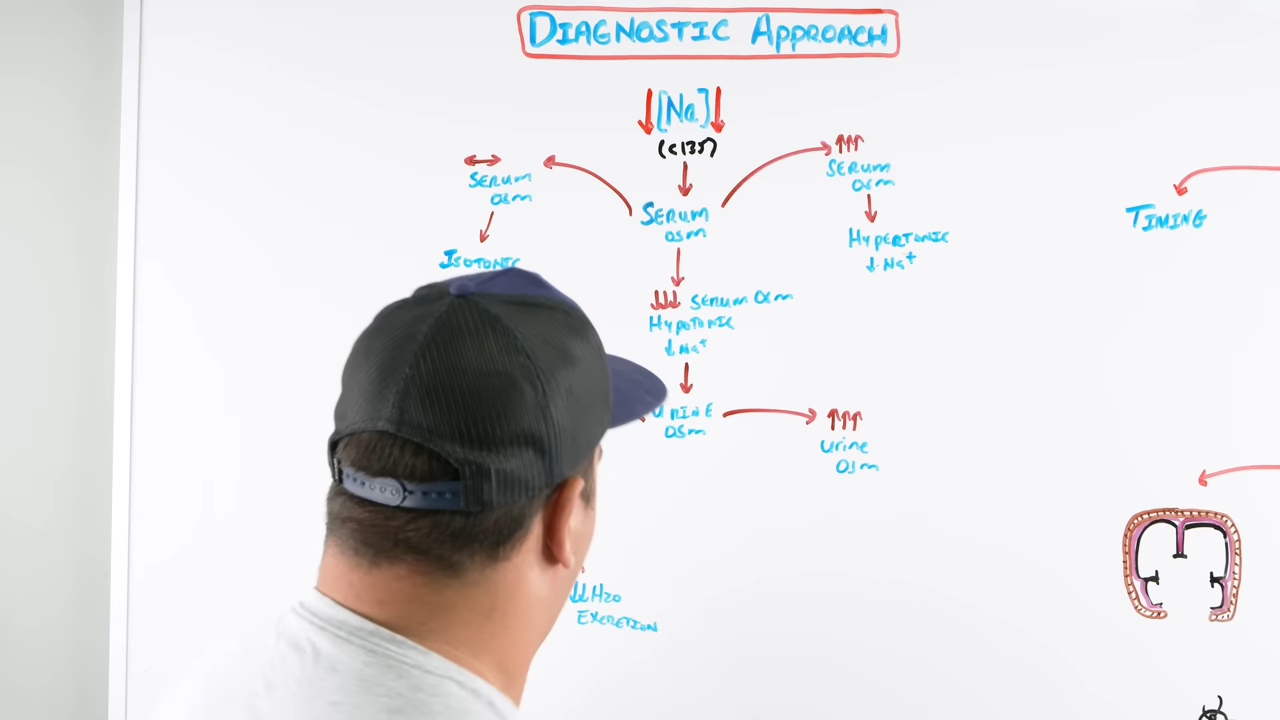 DIAGNOSTIC APPROACH
↓[Na]↓
(<135)
↔
SERUM
OSM
ISOTONIC
SERUM
OSM
↑↑↑
SERUM
OSM
HYPERTONIC
↓Na⁺
TIMING
↓↓↓ SERUM OSM
HYPOTONIC
↓Na⁺
URINE
OSM
↑↑↑
Urine
OSM
↓↓H2O
EXCRETION